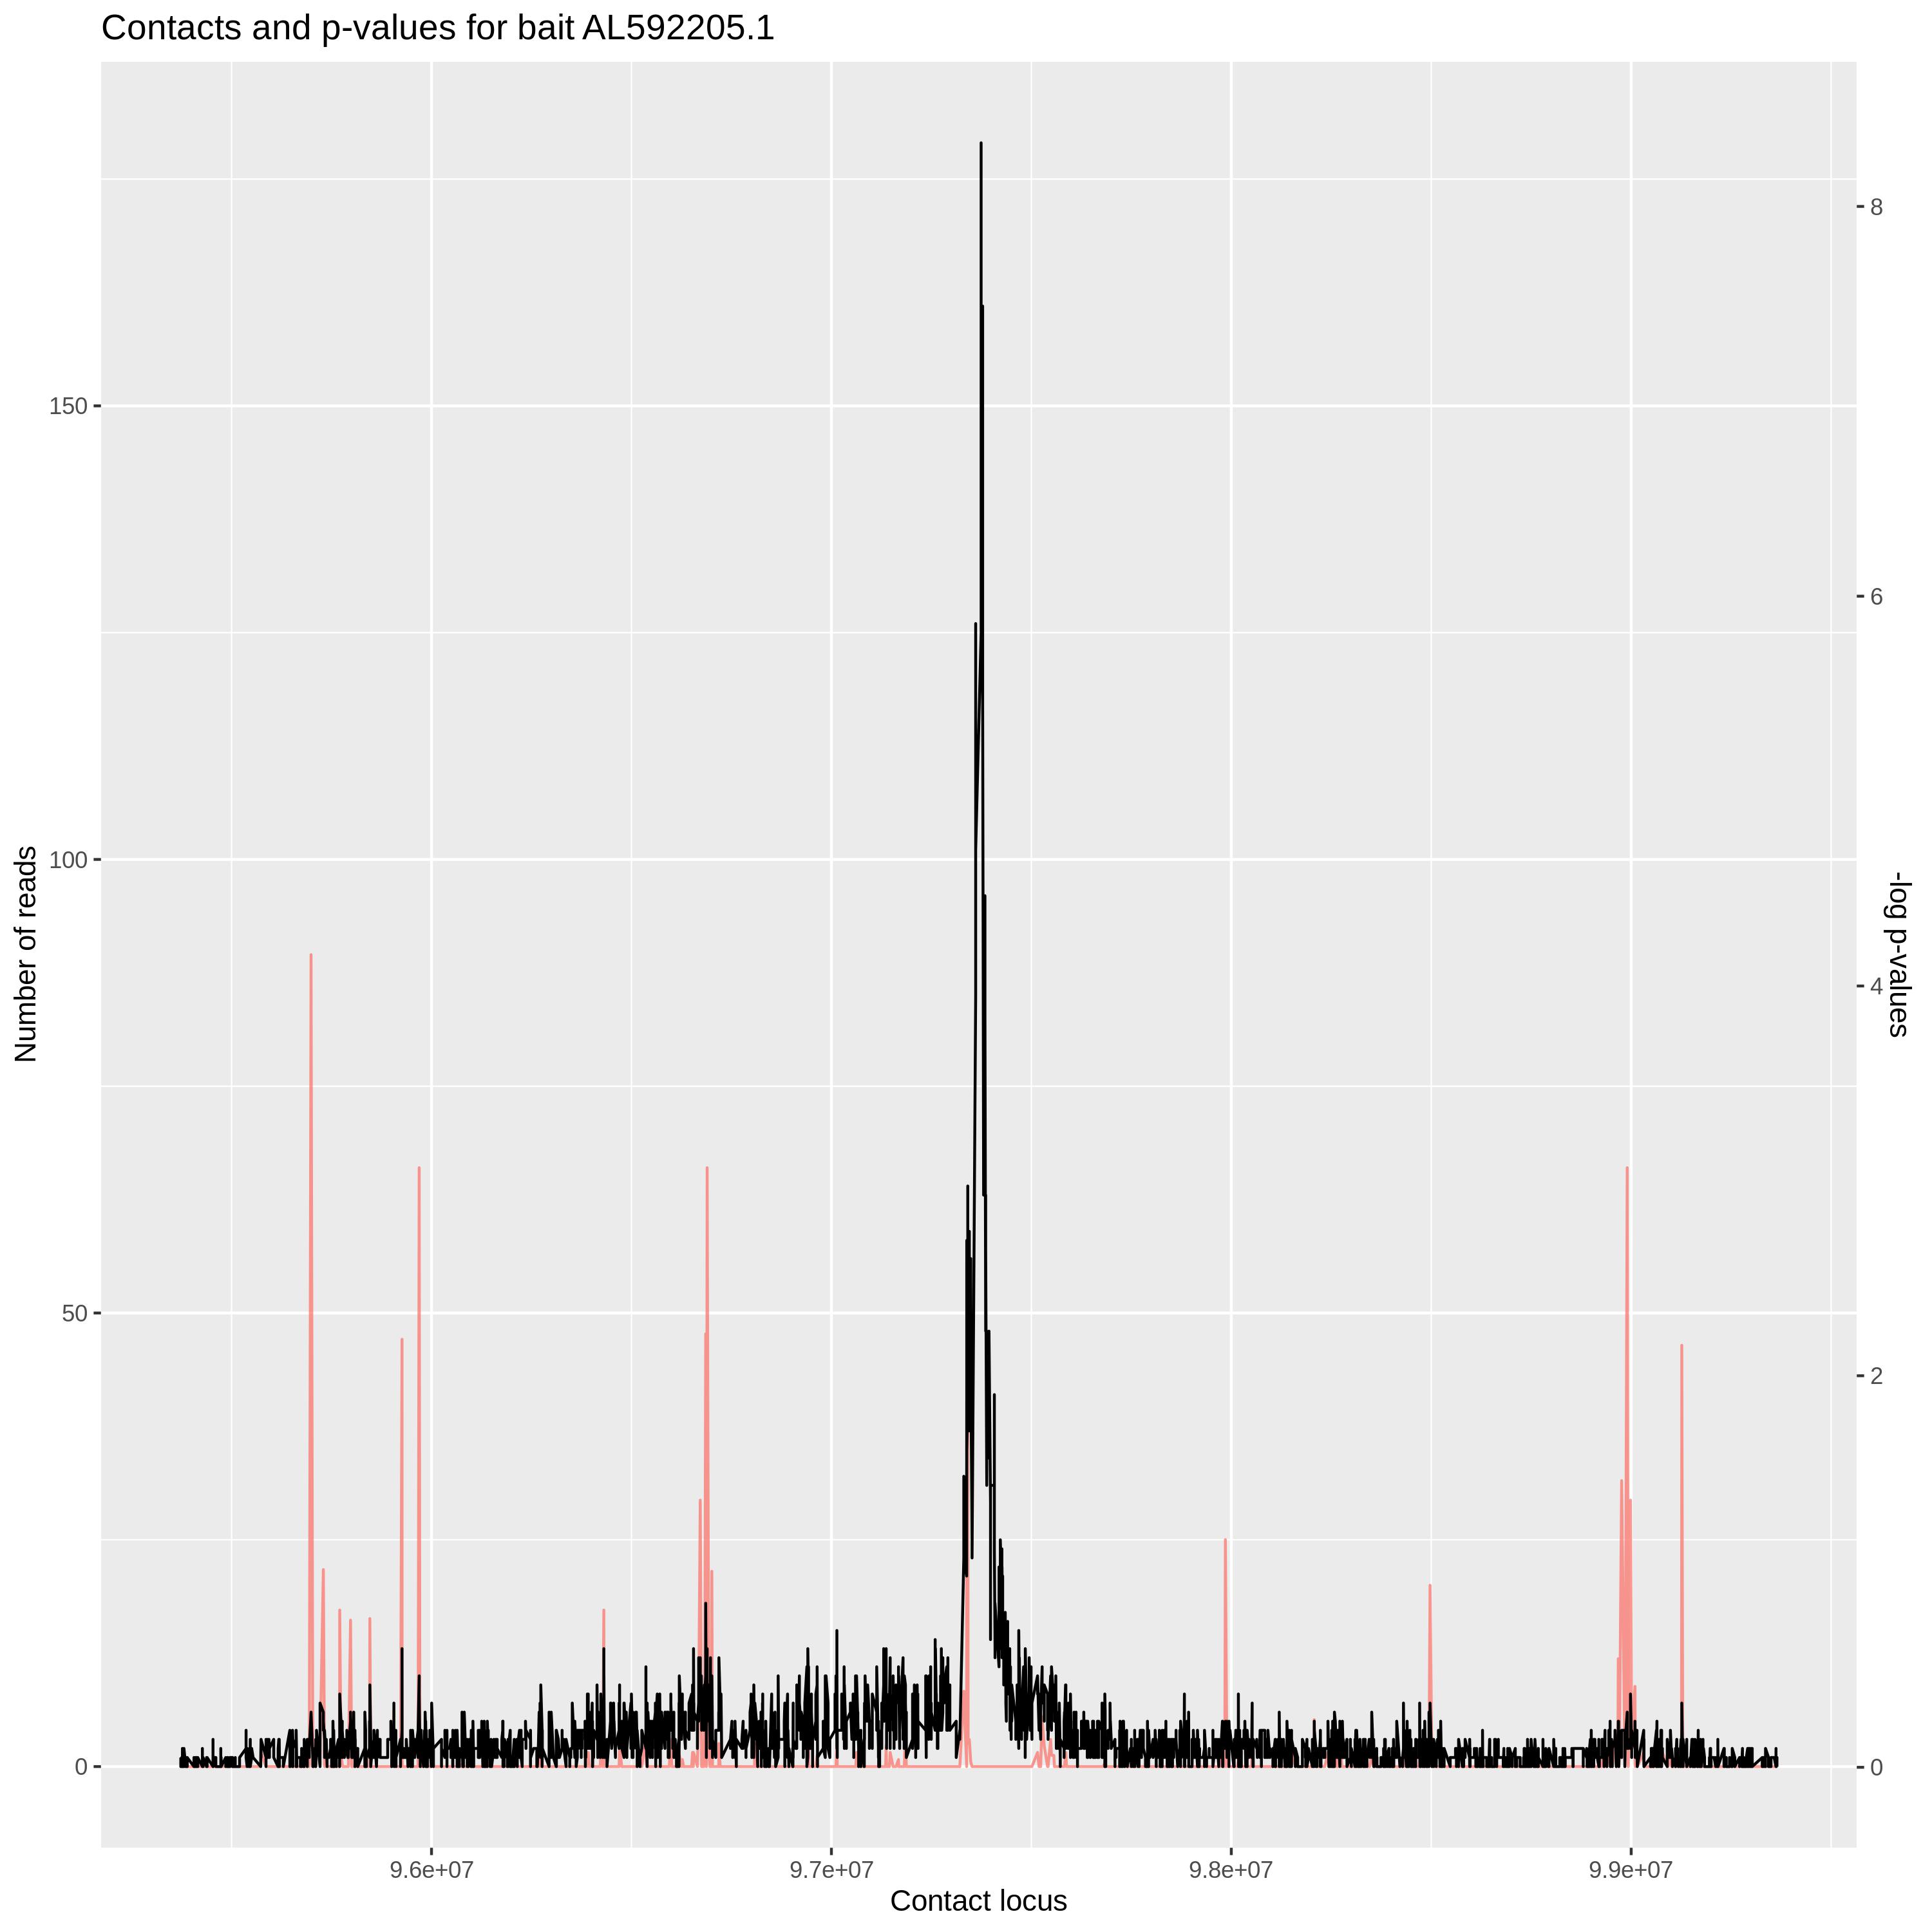 Contacts and p-values for bait AL592205.1
Number of reads
150
100
50
0
8
6
4
2
0
-log p-values
9.6e+07 9.7e+07 9.8e+07 9.9e+07
Contact locus